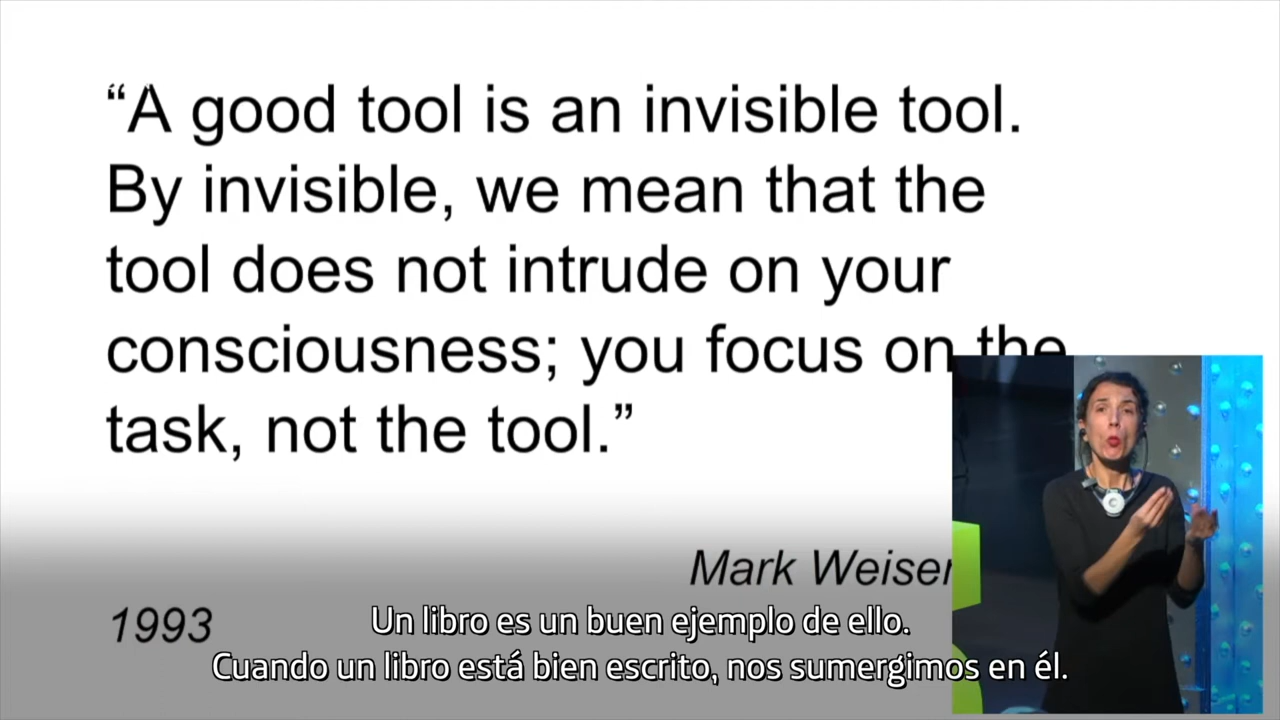 “A good tool is an invisible tool.
By invisible, we mean that the
tool does not intrude on your
consciousness; you focus on the
task, not the tool.”
Mark Weiser
1993
Un libro es un buen ejemplo de ello.
Cuando un libro está bien escrito, nos sumergimos en él.